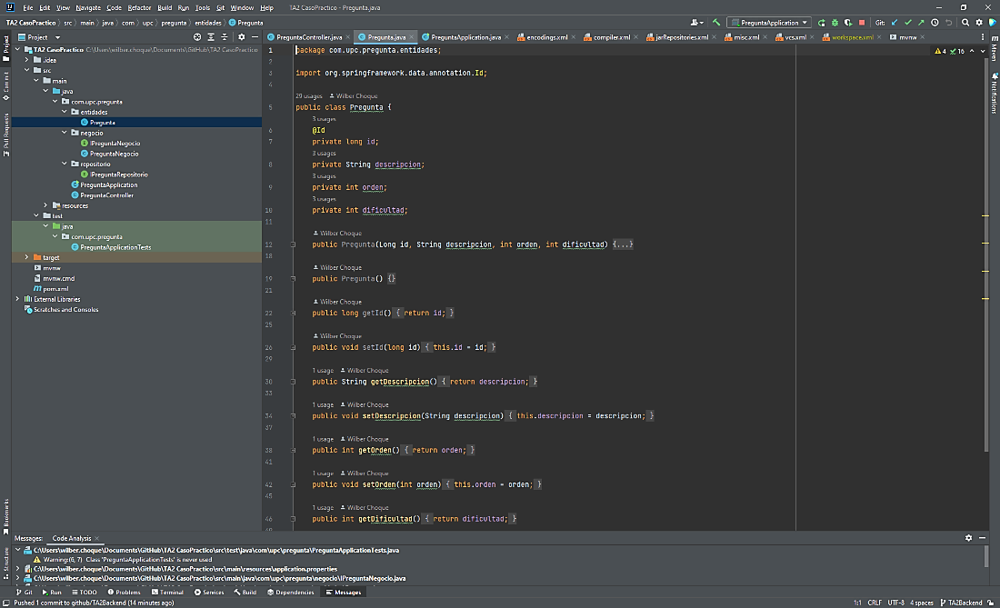 File Edit View Navigate Code Refactor Build Run Tools Git Window Help TA2 CasoPractico - Pregunta.java
TA2 CasoPractico src main java com upc pregunta entidades Pregunta
PreguntaApplication Git:
Project
PreguntaController.java Pregunta.java PreguntaApplication.java encodings.xml compiler.xml jarRepositories.xml misc.xml vcs.xml workspace.xml mvnw
Project
Commit
Pull Requests
Bookmarks
Structure
Maven
Notifications
TA2 CasoPractico C:\Users\wilber.choque\Documents\GitHub\TA2 CasoPractico
.idea
src
main
java
com.upc.pregunta
entidades
Pregunta
negocio
IPreguntaNegocio
PreguntaNegocio
repositorio
IPreguntaRepositorio
PreguntaApplication
PreguntaController
resources
test
java
com.upc.pregunta
PreguntaApplicationTests
target
mvnw
mvnw.cmd
pom.xml
External Libraries
Scratches and Consoles
4 16
1 package com.upc.pregunta.entidades;
2
3 import org.springframework.data.annotation.Id;
4
29 usages Wilber Choque
5 public class Pregunta {
3 usages
6 @Id
7 private long id;
3 usages
8 private String descripcion;
3 usages
9 private int orden;
3 usages
10 private int dificultad;
11
Wilber Choque
12 public Pregunta(Long id, String descripcion, int orden, int dificultad) {...}
18
Wilber Choque
19 public Pregunta() {}
21
Wilber Choque
22 public long getId() { return id; }
25
Wilber Choque
26 public void setId(long id) { this.id = id; }
29
1 usage Wilber Choque
30 public String getDescripcion() { return descripcion; }
33
1 usage Wilber Choque
34 public void setDescripcion(String descripcion) { this.descripcion = descripcion; }
37
1 usage Wilber Choque
38 public int getOrden() { return orden; }
41
1 usage Wilber Choque
42 public void setOrden(int orden) { this.orden = orden; }
45
1 usage Wilber Choque
46 public int getDificultad() { return dificultad; }
Messages: Code Analysis
C:\Users\wilber.choque\Documents\GitHub\TA2 CasoPractico\src\test\java\com\upc\pregunta\PreguntaApplicationTests.java
Warning:(6, 7) Class 'PreguntaApplicationTests' is never used
C:\Users\wilber.choque\Documents\GitHub\TA2 CasoPractico\src\main\resources\application.properties
C:\Users\wilber.choque\Documents\GitHub\TA2 CasoPractico\src\main\java\com\upc\pregunta\negocio\IPreguntaNegocio.java
Git Run TODO Problems Terminal Services Build Dependencies Messages
Pushed 1 commit to github/TA2Backend (14 minutes ago) 1:1 CRLF UTF-8 4 spaces TA2Backend